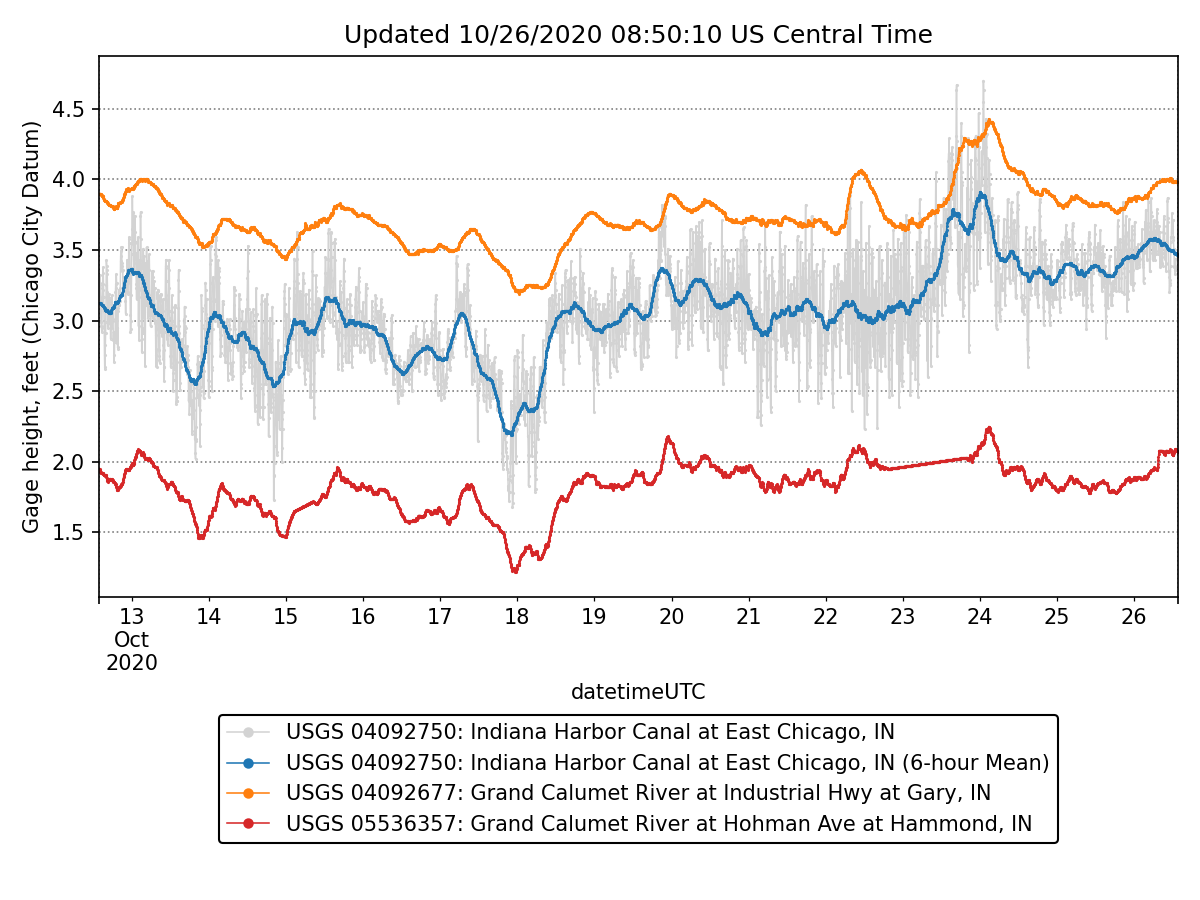 Updated 10/26/2020 08:50:10 US Central Time
Gage height, feet (Chicago City Datum)
4.5
4.0
3.5
3.0
2.5
2.0
1.5
13 14 15 16 17 18 19 20 21 22 23 24 25 26
Oct
2020
datetimeUTC
USGS 04092750: Indiana Harbor Canal at East Chicago, IN
USGS 04092750: Indiana Harbor Canal at East Chicago, IN (6-hour Mean)
USGS 04092677: Grand Calumet River at Industrial Hwy at Gary, IN
USGS 05536357: Grand Calumet River at Hohman Ave at Hammond, IN